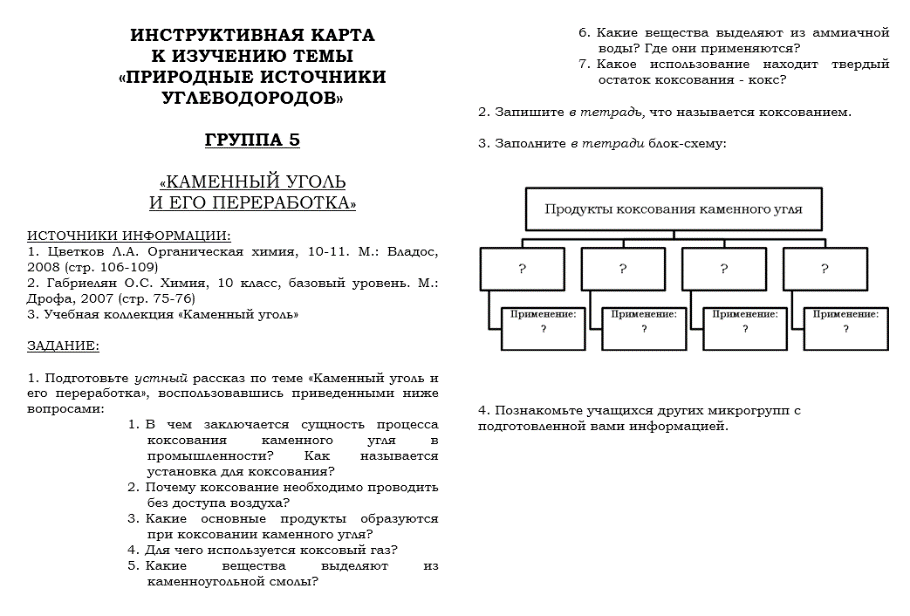 ИНСТРУКТИВНАЯ КАРТА
К ИЗУЧЕНИЮ ТЕМЫ
«ПРИРОДНЫЕ ИСТОЧНИКИ
УГЛЕВОДОРОДОВ»
ГРУППА 5
«КАМЕННЫЙ УГОЛЬ
И ЕГО ПЕРЕРАБОТКА»
ИСТОЧНИКИ ИНФОРМАЦИИ:
1. Цветков Л.А. Органическая химия, 10-11. М.: Владос,
2008 (стр. 106-109)
2. Габриелян О.С. Химия, 10 класс, базовый уровень. М.:
Дрофа, 2007 (стр. 75-76)
3. Учебная коллекция «Каменный уголь»
ЗАДАНИЕ:
1. Подготовьте устный рассказ по теме «Каменный уголь и
его переработка», воспользовавшись приведенными ниже
вопросами:
1. В чем заключается сущность процесса
коксования каменного угля в
промышленности? Как называется
установка для коксования?
2. Почему коксование необходимо проводить
без доступа воздуха?
3. Какие основные продукты образуются
при коксовании каменного угля?
4. Для чего используется коксовый газ?
5. Какие вещества выделяют из
каменноугольной смолы?
6. Какие вещества выделяют из аммиачной
воды? Где они применяются?
7. Какое использование находит твердый
остаток коксования - кокс?
2. Запишите в тетрадь, что называется коксованием.
3. Заполните в тетради блок-схему:
Продукты коксования каменного угля
? ? ? ?
Применение: Применение: Применение: Применение:
? ? ? ?
4. Познакомьте учащихся других микрогрупп с
подготовленной вами информацией.